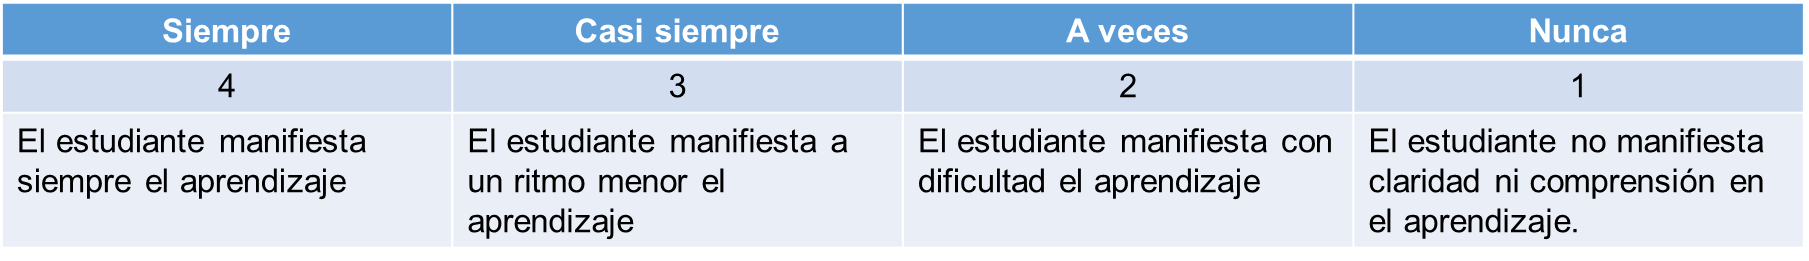 Siempre
Casi siempre
A veces
Nunca
4
3
2
1
El estudiante manifiesta
siempre el aprendizaje
El estudiante manifiesta a
un ritmo menor el
aprendizaje
El estudiante manifiesta con
dificultad el aprendizaje
El estudiante no manifiesta
claridad ni comprensión en
el aprendizaje.